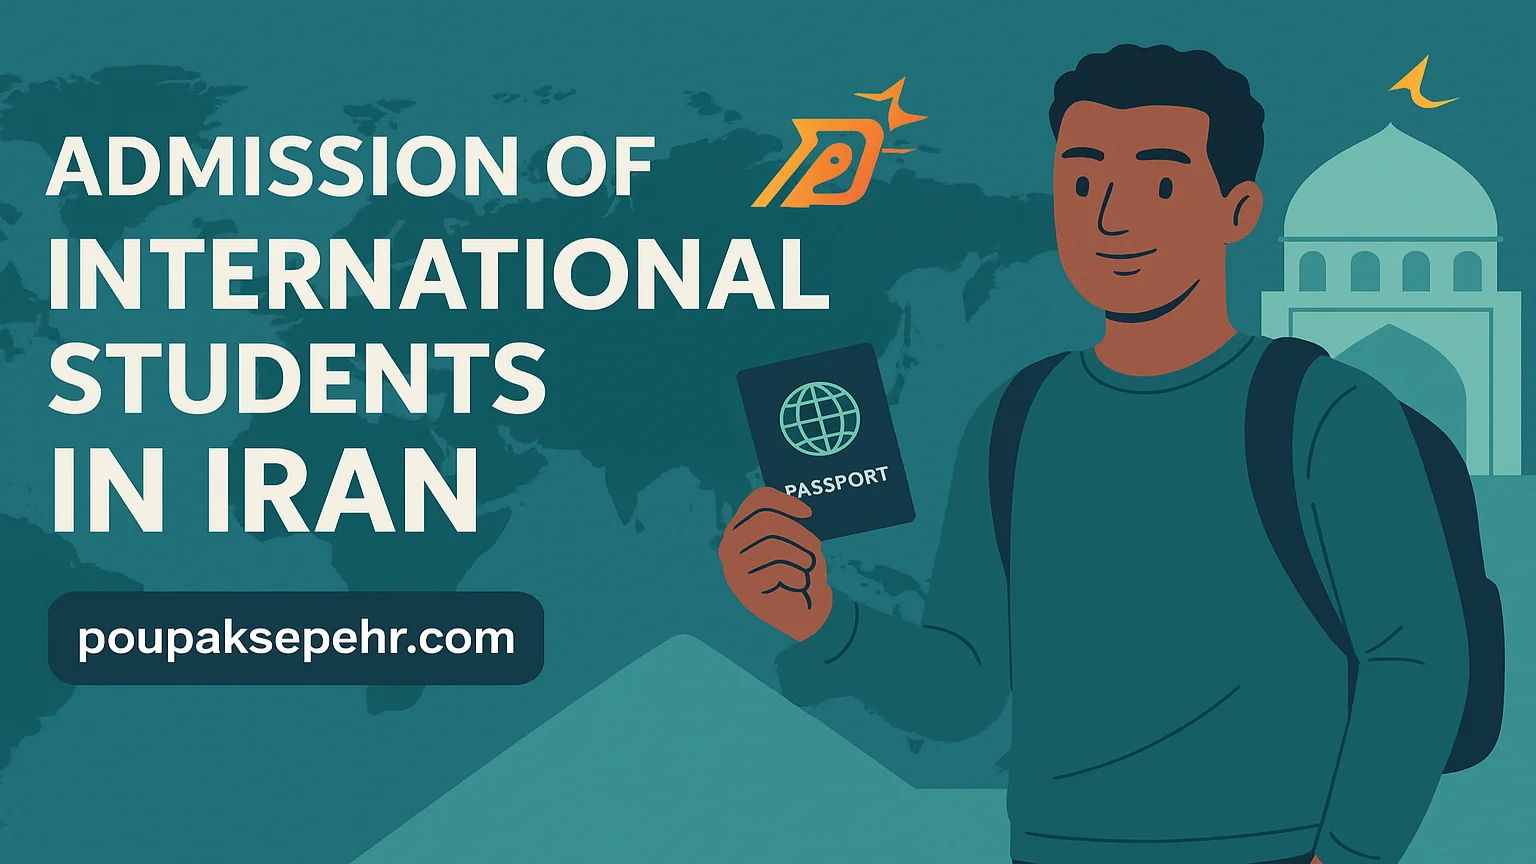 ADMISSION OF
INTERNATIONAL
STUDENTS
IN IRAN
poupaksepehr.com
PASSPORT